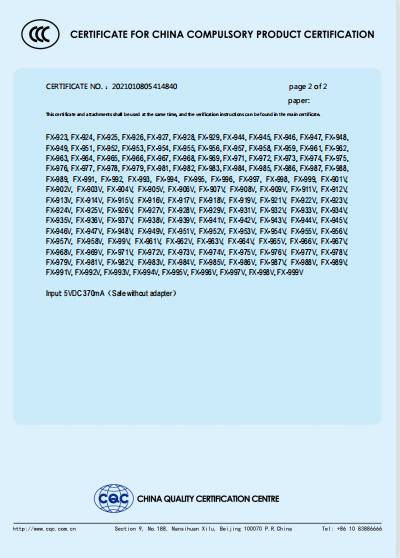 CCC
CERTIFICATE FOR CHINA COMPULSORY PRODUCT CERTIFICATION
CERTIFICATE NO. : 2021010805414840
page 2 of 2
paper:
This certificate and attachments shall be used at the same time, and the verification instructions can be found in the main certificate.
FX-923, FX-924, FX-925, FX-926, FX-927, FX-928, FX-929, FX-944, FX-945, FX-946, FX-947, FX-948,
FX-949, FX-951, FX-952, FX-953, FX-954, FX-955, FX-956, FX-957, FX-958, FX-959, FX-961, FX-962,
FX-963, FX-964, FX-965, FX-966, FX-967, FX-968, FX-969, FX-971, FX-972, FX-973, FX-974, FX-975,
FX-976, FX-977, FX-978, FX-979, FX-981, FX-982, FX-983, FX-984, FX-985, FX-986, FX-987, FX-988,
FX-989, FX-991, FX-992, FX-993, FX-994, FX-995, FX-996, FX-997, FX-998, FX-999, FX-901V,
FX-902V, FX-903V, FX-904V, FX-905V, FX-906V, FX-907V, FX-908V, FX-909V, FX-911V, FX-912V,
FX-913V, FX-914V, FX-915V, FX-916V, FX-917V, FX-918V, FX-919V, FX-921V, FX-922V, FX-923V,
FX-924V, FX-925V, FX-926V, FX-927V, FX-928V, FX-929V, FX-931V, FX-932V, FX-933V, FX-934V,
FX-935V, FX-936V, FX-937V, FX-938V, FX-939V, FX-941V, FX-942V, FX-943V, FX-944V, FX-945V,
FX-946V, FX-947V, FX-948V, FX-949V, FX-951V, FX-952V, FX-953V, FX-954V, FX-955V, FX-956V,
FX-957V, FX-958V, FX-959V, FX-961V, FX-962V, FX-963V, FX-964V, FX-965V, FX-966V, FX-967V,
FX-968V, FX-969V, FX-971V, FX-972V, FX-973V, FX-974V, FX-975V, FX-976V, FX-977V, FX-978V,
FX-979V, FX-981V, FX-982V, FX-983V, FX-984V, FX-985V, FX-986V, FX-987V, FX-988V, FX-989V,
FX-991V, FX-992V, FX-993V, FX-994V, FX-995V, FX-996V, FX-997V, FX-998V, FX-999V
Input: 5VDC 370mA（Sale without adapter）
CQC
CHINA QUALITY CERTIFICATION CENTRE
http://www.cqc.com.cn
Section 9, No.188, Nansihuan Xilu, Beijing 100070 P.R.China
Tel: +86 10 83886666